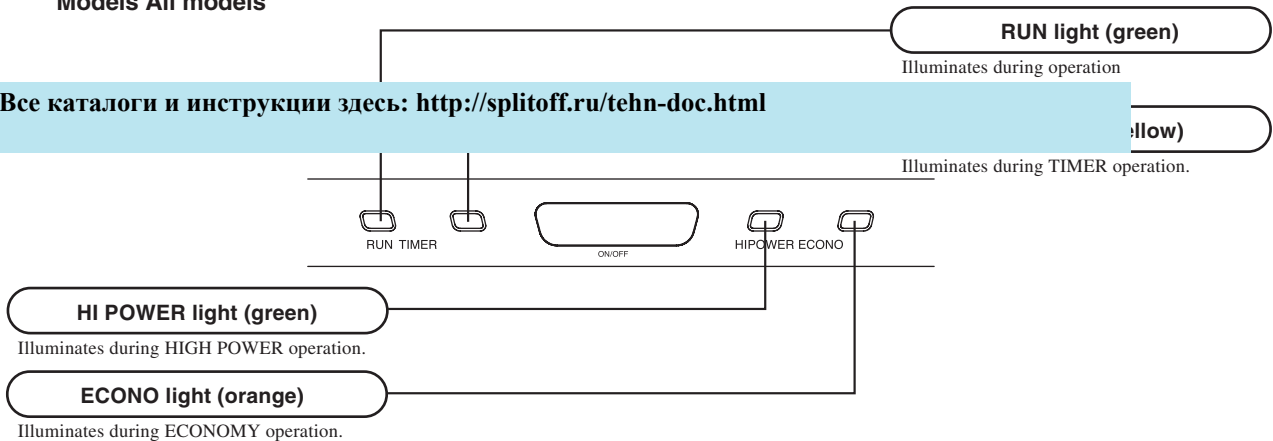 Models All models
RUN light (green)
Illuminates during operation
Все каталоги и инструкции здесь: http://splitoff.ru/tehn-doc.html
ellow)
Illuminates during TIMER operation.
RUN TIMER
ON/OFF
HIPOWER ECONO
HI POWER light (green)
Illuminates during HIGH POWER operation.
ECONO light (orange)
Illuminates during ECONOMY operation.